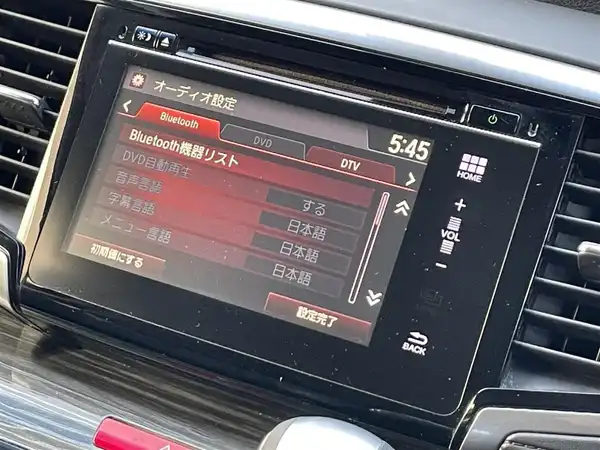 オーディオ設定
Bluetooth
DVD
DTV
5:45
Bluetooth機器リスト
DVD自動再生 する
音声言語 日本語
字幕言語 日本語
メニュー言語 日本語
初期値にする
設定完了
HOME
+
VOL
−
BACK